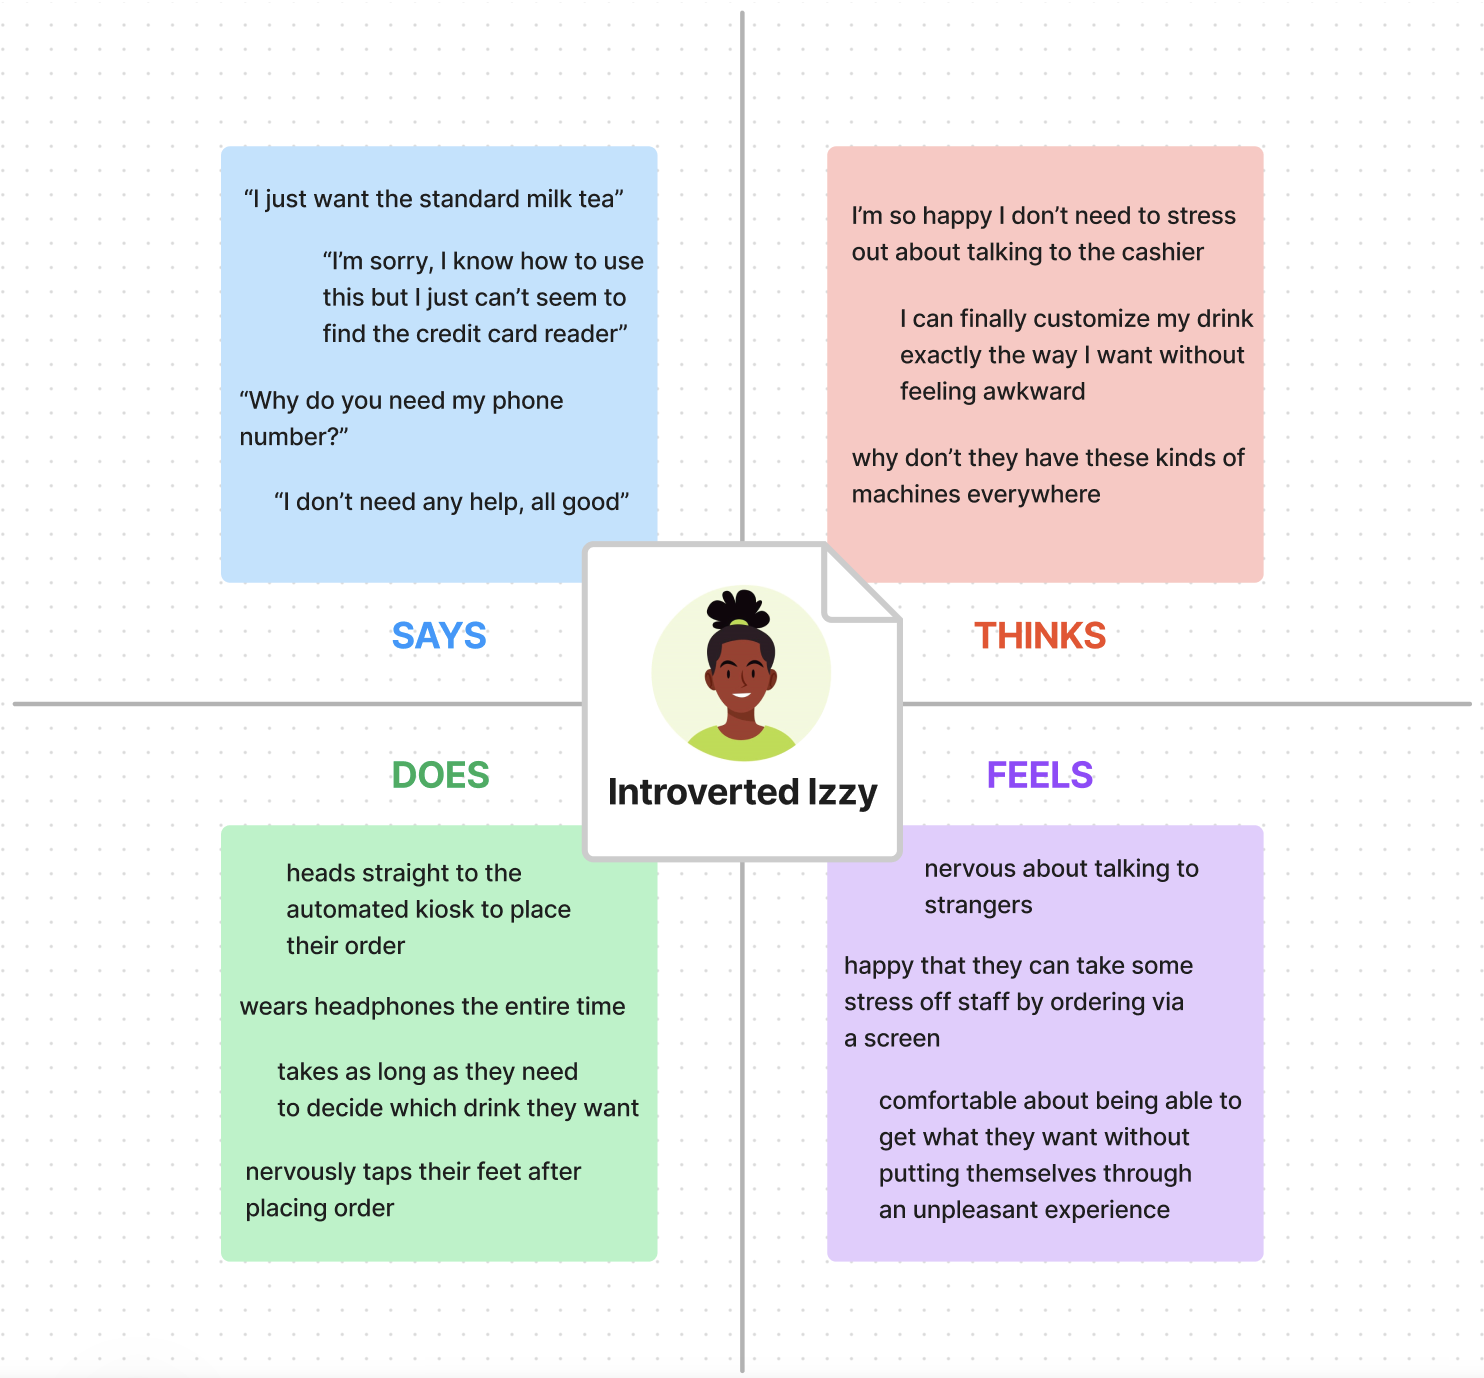 “I just want the standard milk tea”
“I’m sorry, I know how to use
this but I just can’t seem to
find the credit card reader”
“Why do you need my phone
number?”
“I don’t need any help, all good”
SAYS
I’m so happy I don’t need to stress
out about talking to the cashier
I can finally customize my drink
exactly the way I want without
feeling awkward
why don’t they have these kinds of
machines everywhere
THINKS
Introverted Izzy
DOES
heads straight to the
automated kiosk to place
their order
wears headphones the entire time
takes as long as they need
to decide which drink they want
nervously taps their feet after
placing order
FEELS
nervous about talking to
strangers
happy that they can take some
stress off staff by ordering via
a screen
comfortable about being able to
get what they want without
putting themselves through
an unpleasant experience